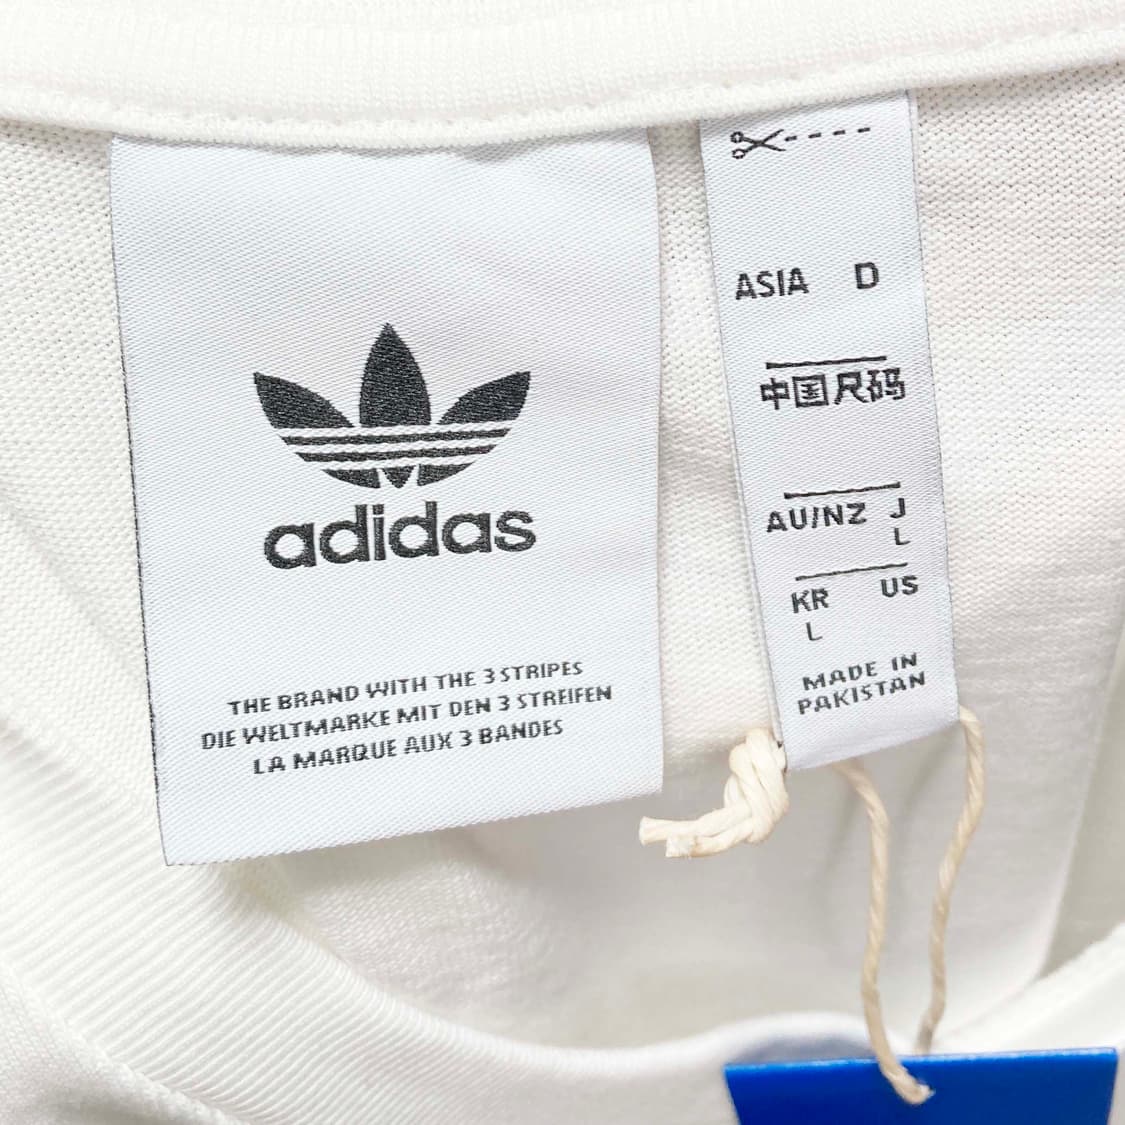 adidas
THE BRAND WITH THE 3 STRIPES
DIE WELTMARKE MIT DEN 3 STREIFEN
LA MARQUE AUX 3 BANDES
ASIA D
中国尺码
AU/NZ J
L
KR US
L
MADE IN
PAKISTAN